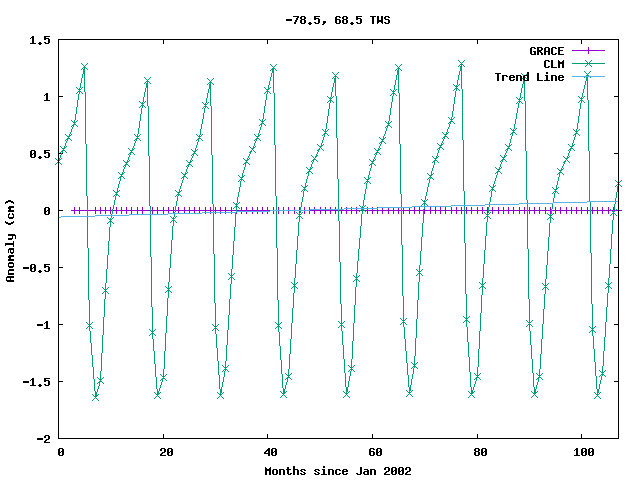 -78.5, 68.5 TWS
GRACE
CLM
Trend Line
1.5
1
0.5
0
-0.5
-1
-1.5
-2
Anomaly (cm)
0 20 40 60 80 100
Months since Jan 2002